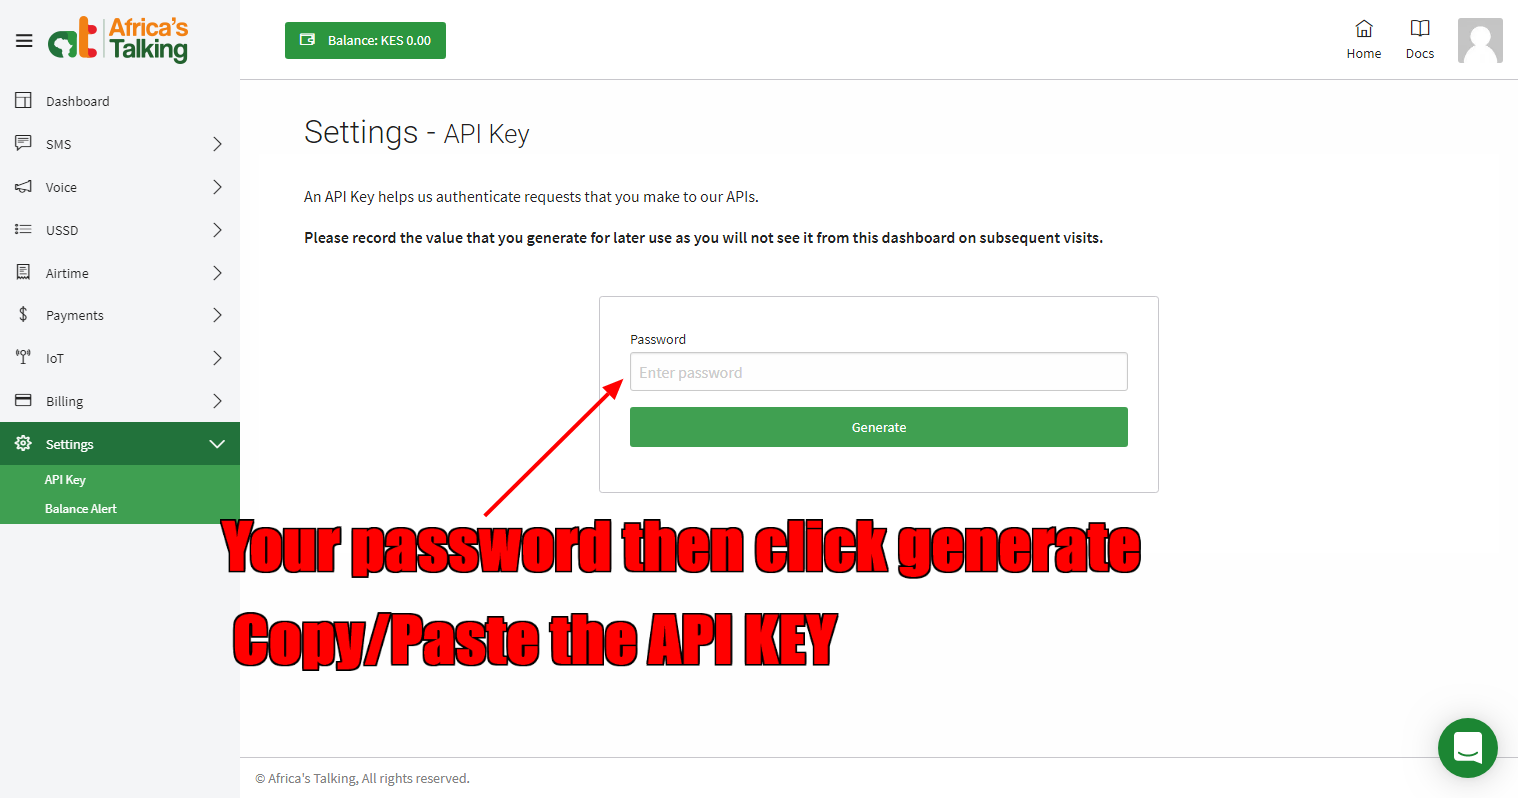 Africa's
Talking
Balance: KES 0.00
Home
Docs
Dashboard
SMS
Voice
USSD
Airtime
Payments
IoT
Billing
Settings
API Key
Balance Alert
Settings - API Key
An API Key helps us authenticate requests that you make to our APIs.
Please record the value that you generate for later use as you will not see it from this dashboard on subsequent visits.
Password
Enter password
Generate
Your password then click generate
Copy/Paste the API KEY
© Africa's Talking, All rights reserved.